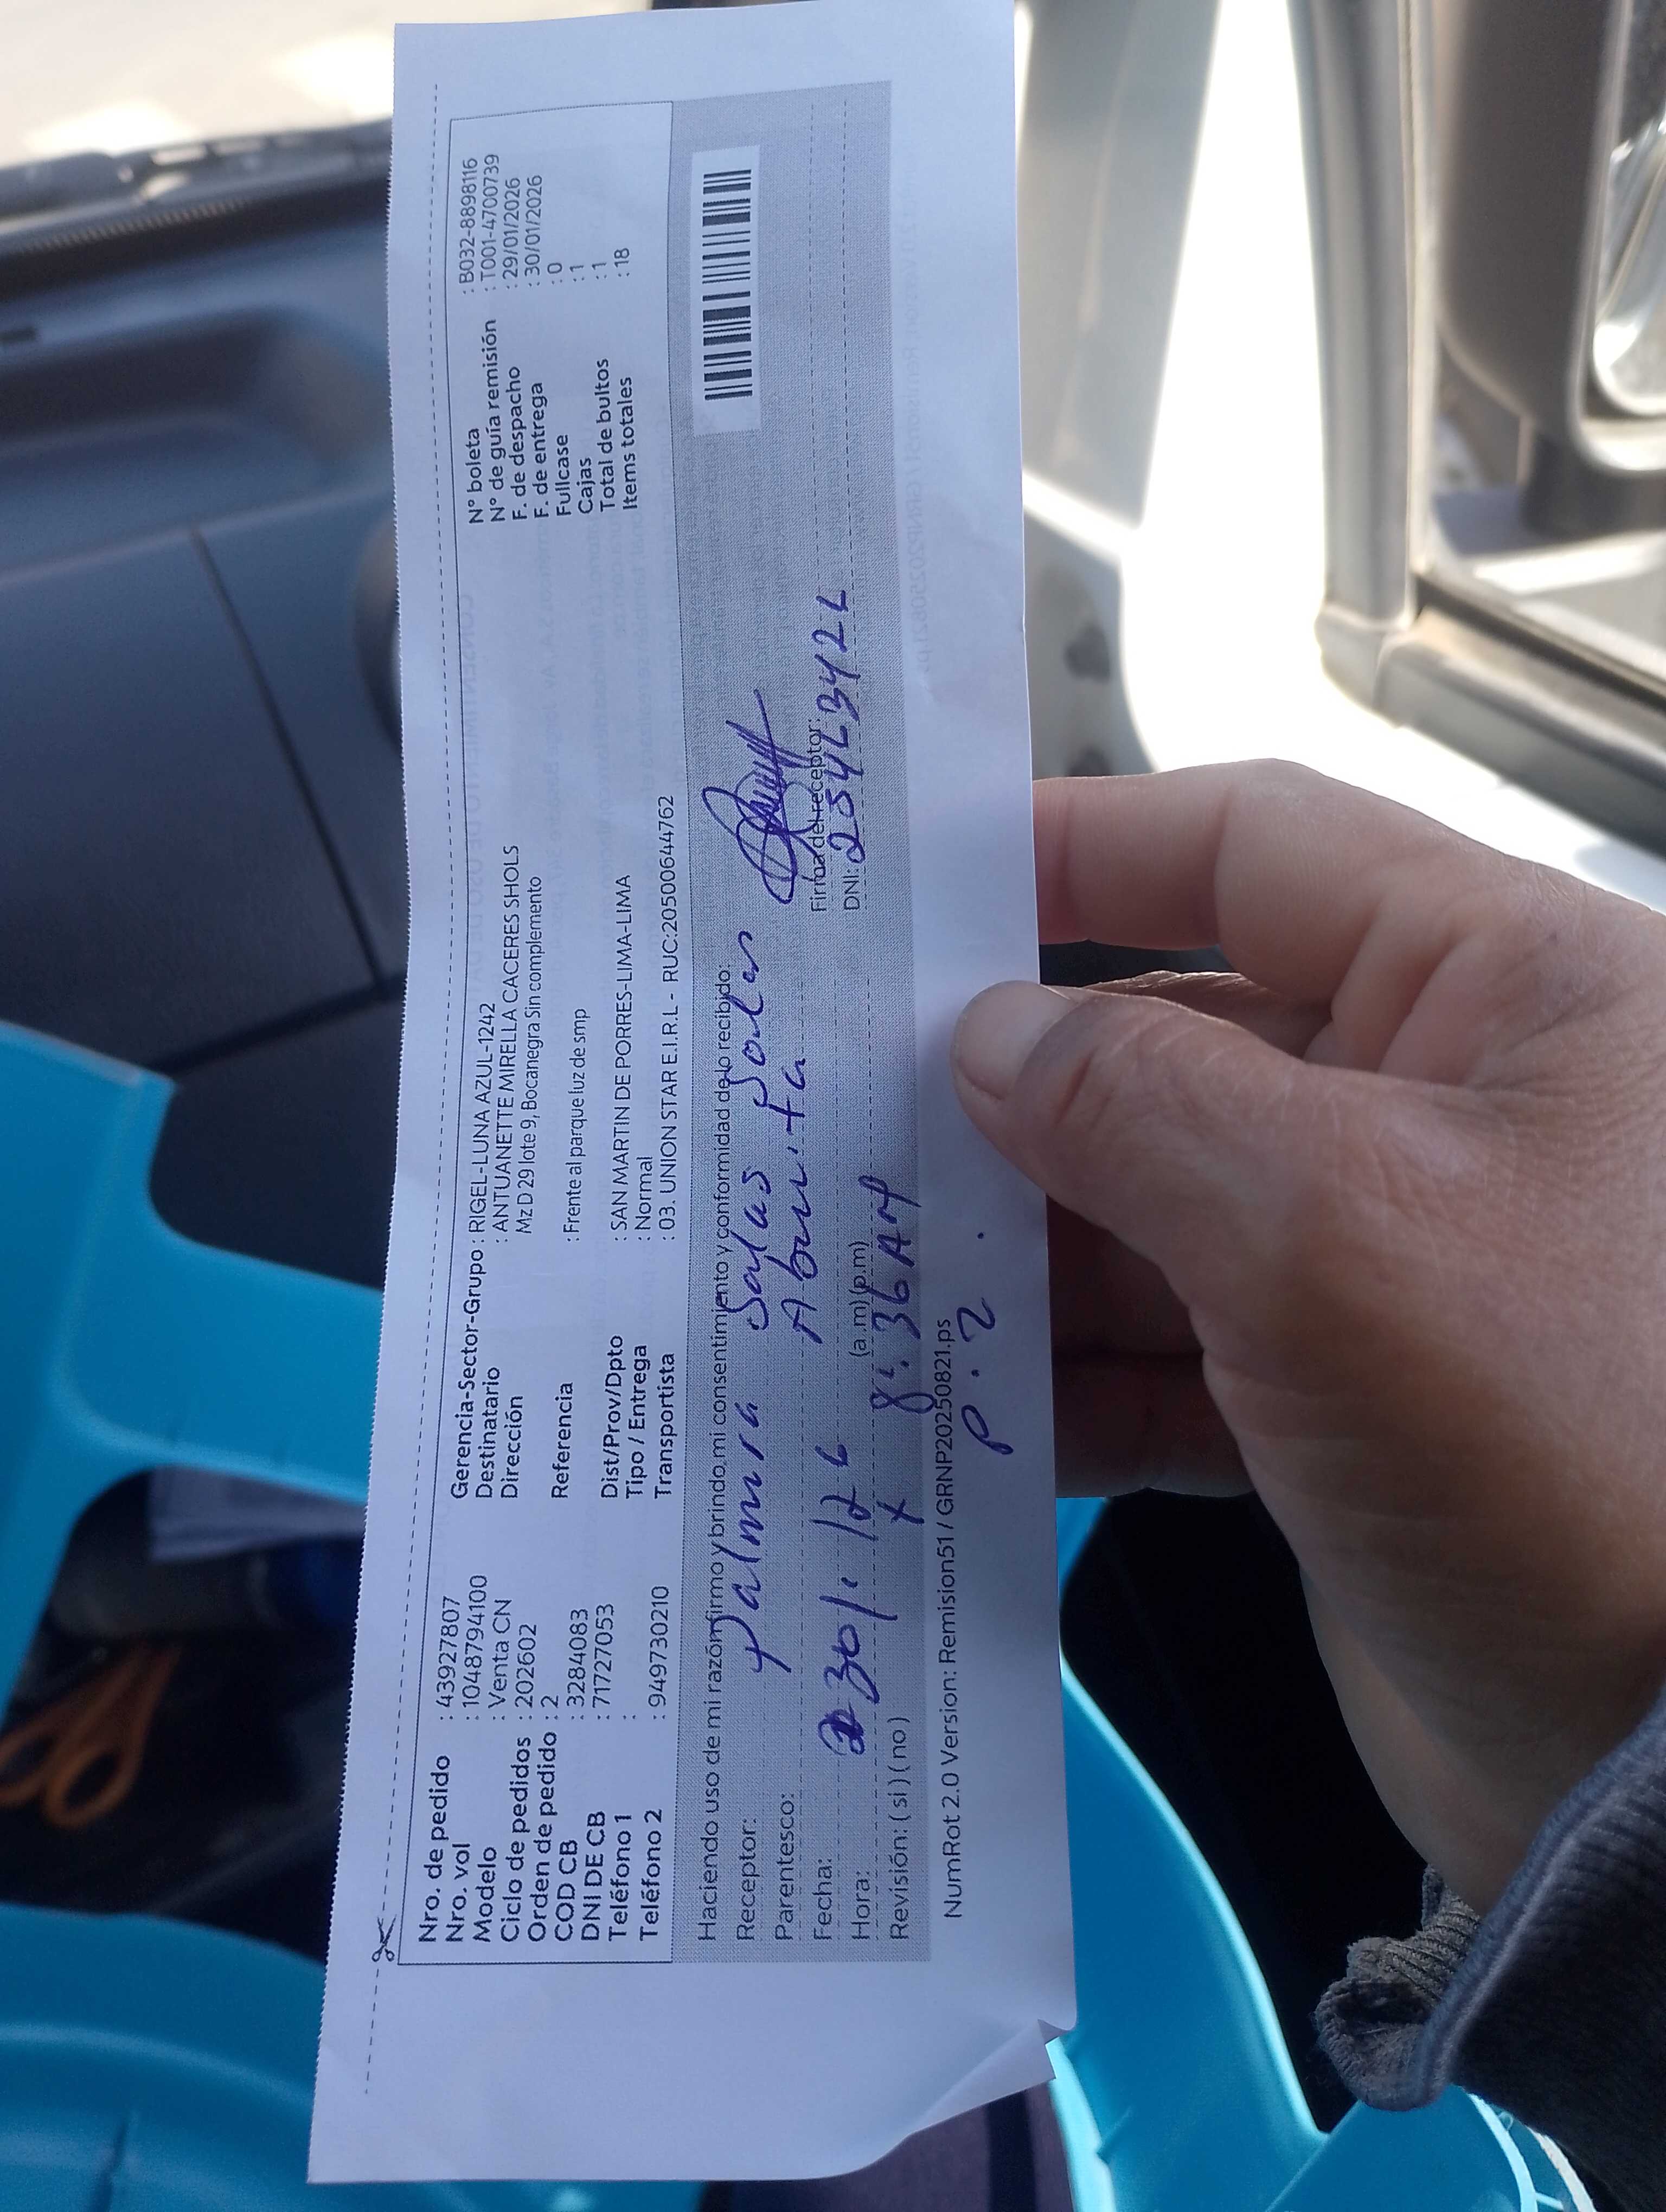 Nro. de pedido : 43927807
Nro. vol : 1048794100
Modelo : Venta CN
Ciclo de pedidos : 202602
Orden de pedido : 2
COD CB : 3284083
DNI DE CB : 71727053
Teléfono 1 :
Teléfono 2 : 949730210
Gerencia-Sector-Grupo : RIGEL-LUNA AZUL-1242
Destinatario : ANTUANETTE MIRELLA CACERES SHOLS
Dirección Mz D 29 lote 9, Bocanegra Sin complemento
Referencia : Frente al parque luz de smp
Dist/Prov/Dpto : SAN MARTIN DE PORRES-LIMA-LIMA
Tipo / Entrega : Normal
Transportista : 03. UNION STAR E.I.R.L - RUC:20500644762
N° boleta : B032-8898116
N° de guía remisión : T001-4700739
F. de despacho : 29/01/2026
F. de entrega : 30/01/2026
Fullcase : 0
Cajas : 1
Total de bultos : 1
Items totales : 18
Haciendo uso de mi razón firmo y brindo mi consentimiento y conformidad de lo recibido:
Receptor: Palmira Salas
Parentesco: Abuelita
Fecha: 30/
Hora: (a.m)(p.m)
8:36 AM
Revisión: ( si ) ( no ) x
Firma del receptor:
DNI:
NumRot 2.0 Version: Remision51 / GRNP20250821.ps
P. 2.